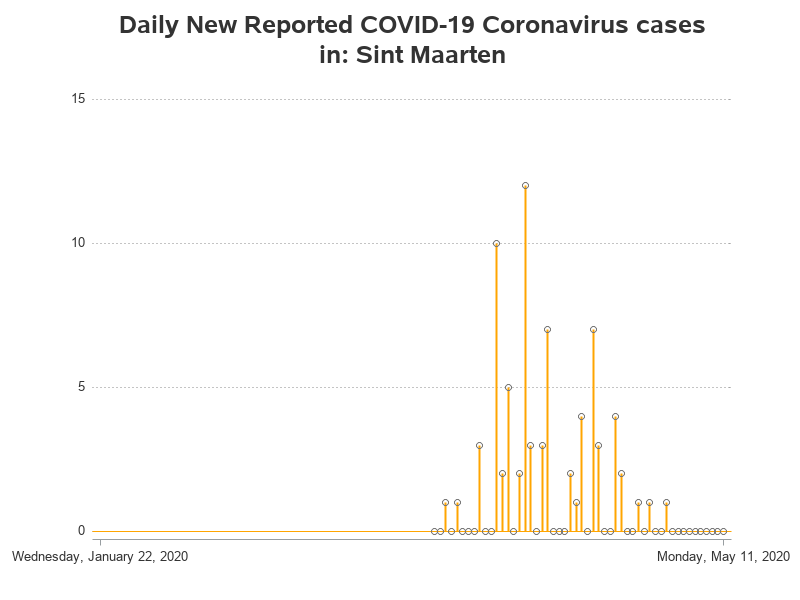 Daily New Reported COVID-19 Coronavirus cases
in: Sint Maarten
15
10
5
0
Wednesday, January 22, 2020
Monday, May 11, 2020